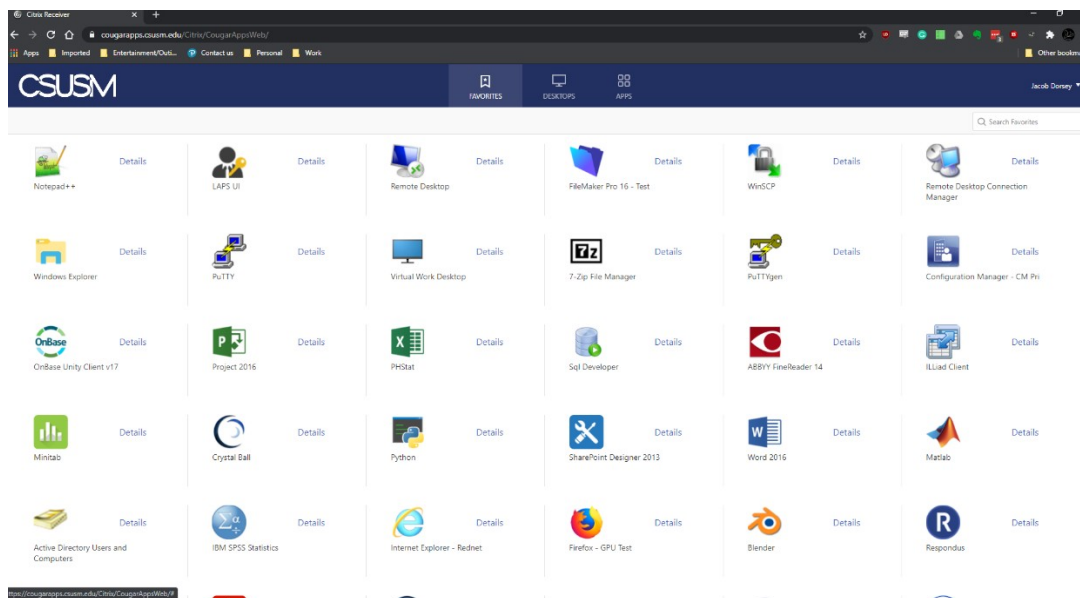 Citrix Receiver
cougarapps.csusm.edu/Citrix/CougarAppsWeb/
Apps Imported Entertainment/Outi... Contact us Personal Work Other bookma
CSUSM
FAVORITES DESKTOPS APPS
Jacob Dorsey
Search Favorites
Details Details Details Details Details Details
Notepad++ LAPS UI Remote Desktop FileMaker Pro 16 - Test WinSCP Remote Desktop Connection
Manager
Details Details Details 7z Details Details Details
Windows Explorer PuTTY Virtual Work Desktop 7-Zip File Manager PuTTYgen Configuration Manager - CM Pri
OnBase Details P Details X Details Details Details Details
OnBase Unity Client v17 Project 2016 PHStat Sql Developer ABBYY FineReader 14 ILLiad Client
Details Details Details Details W Details Details
Minitab Crystal Ball Python SharePoint Designer 2013 Word 2016 Matlab
Details Σα Details Details Details Details R Details
Active Directory Users and IBM SPSS Statistics Internet Explorer - Rednet Firefox - GPU Test Blender Respondus
Computers
ttps://cougarapps.csusm.edu/Citrix/CougarAppsWeb/#